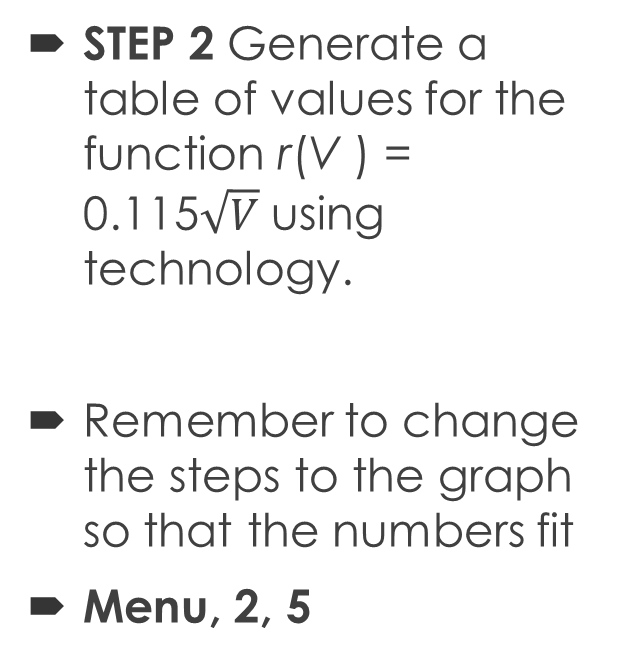 STEP 2 Generate a
table of values for the
function r(V ) =
0.115√V using
technology.
Remember to change
the steps to the graph
so that the numbers fit
Menu, 2, 5